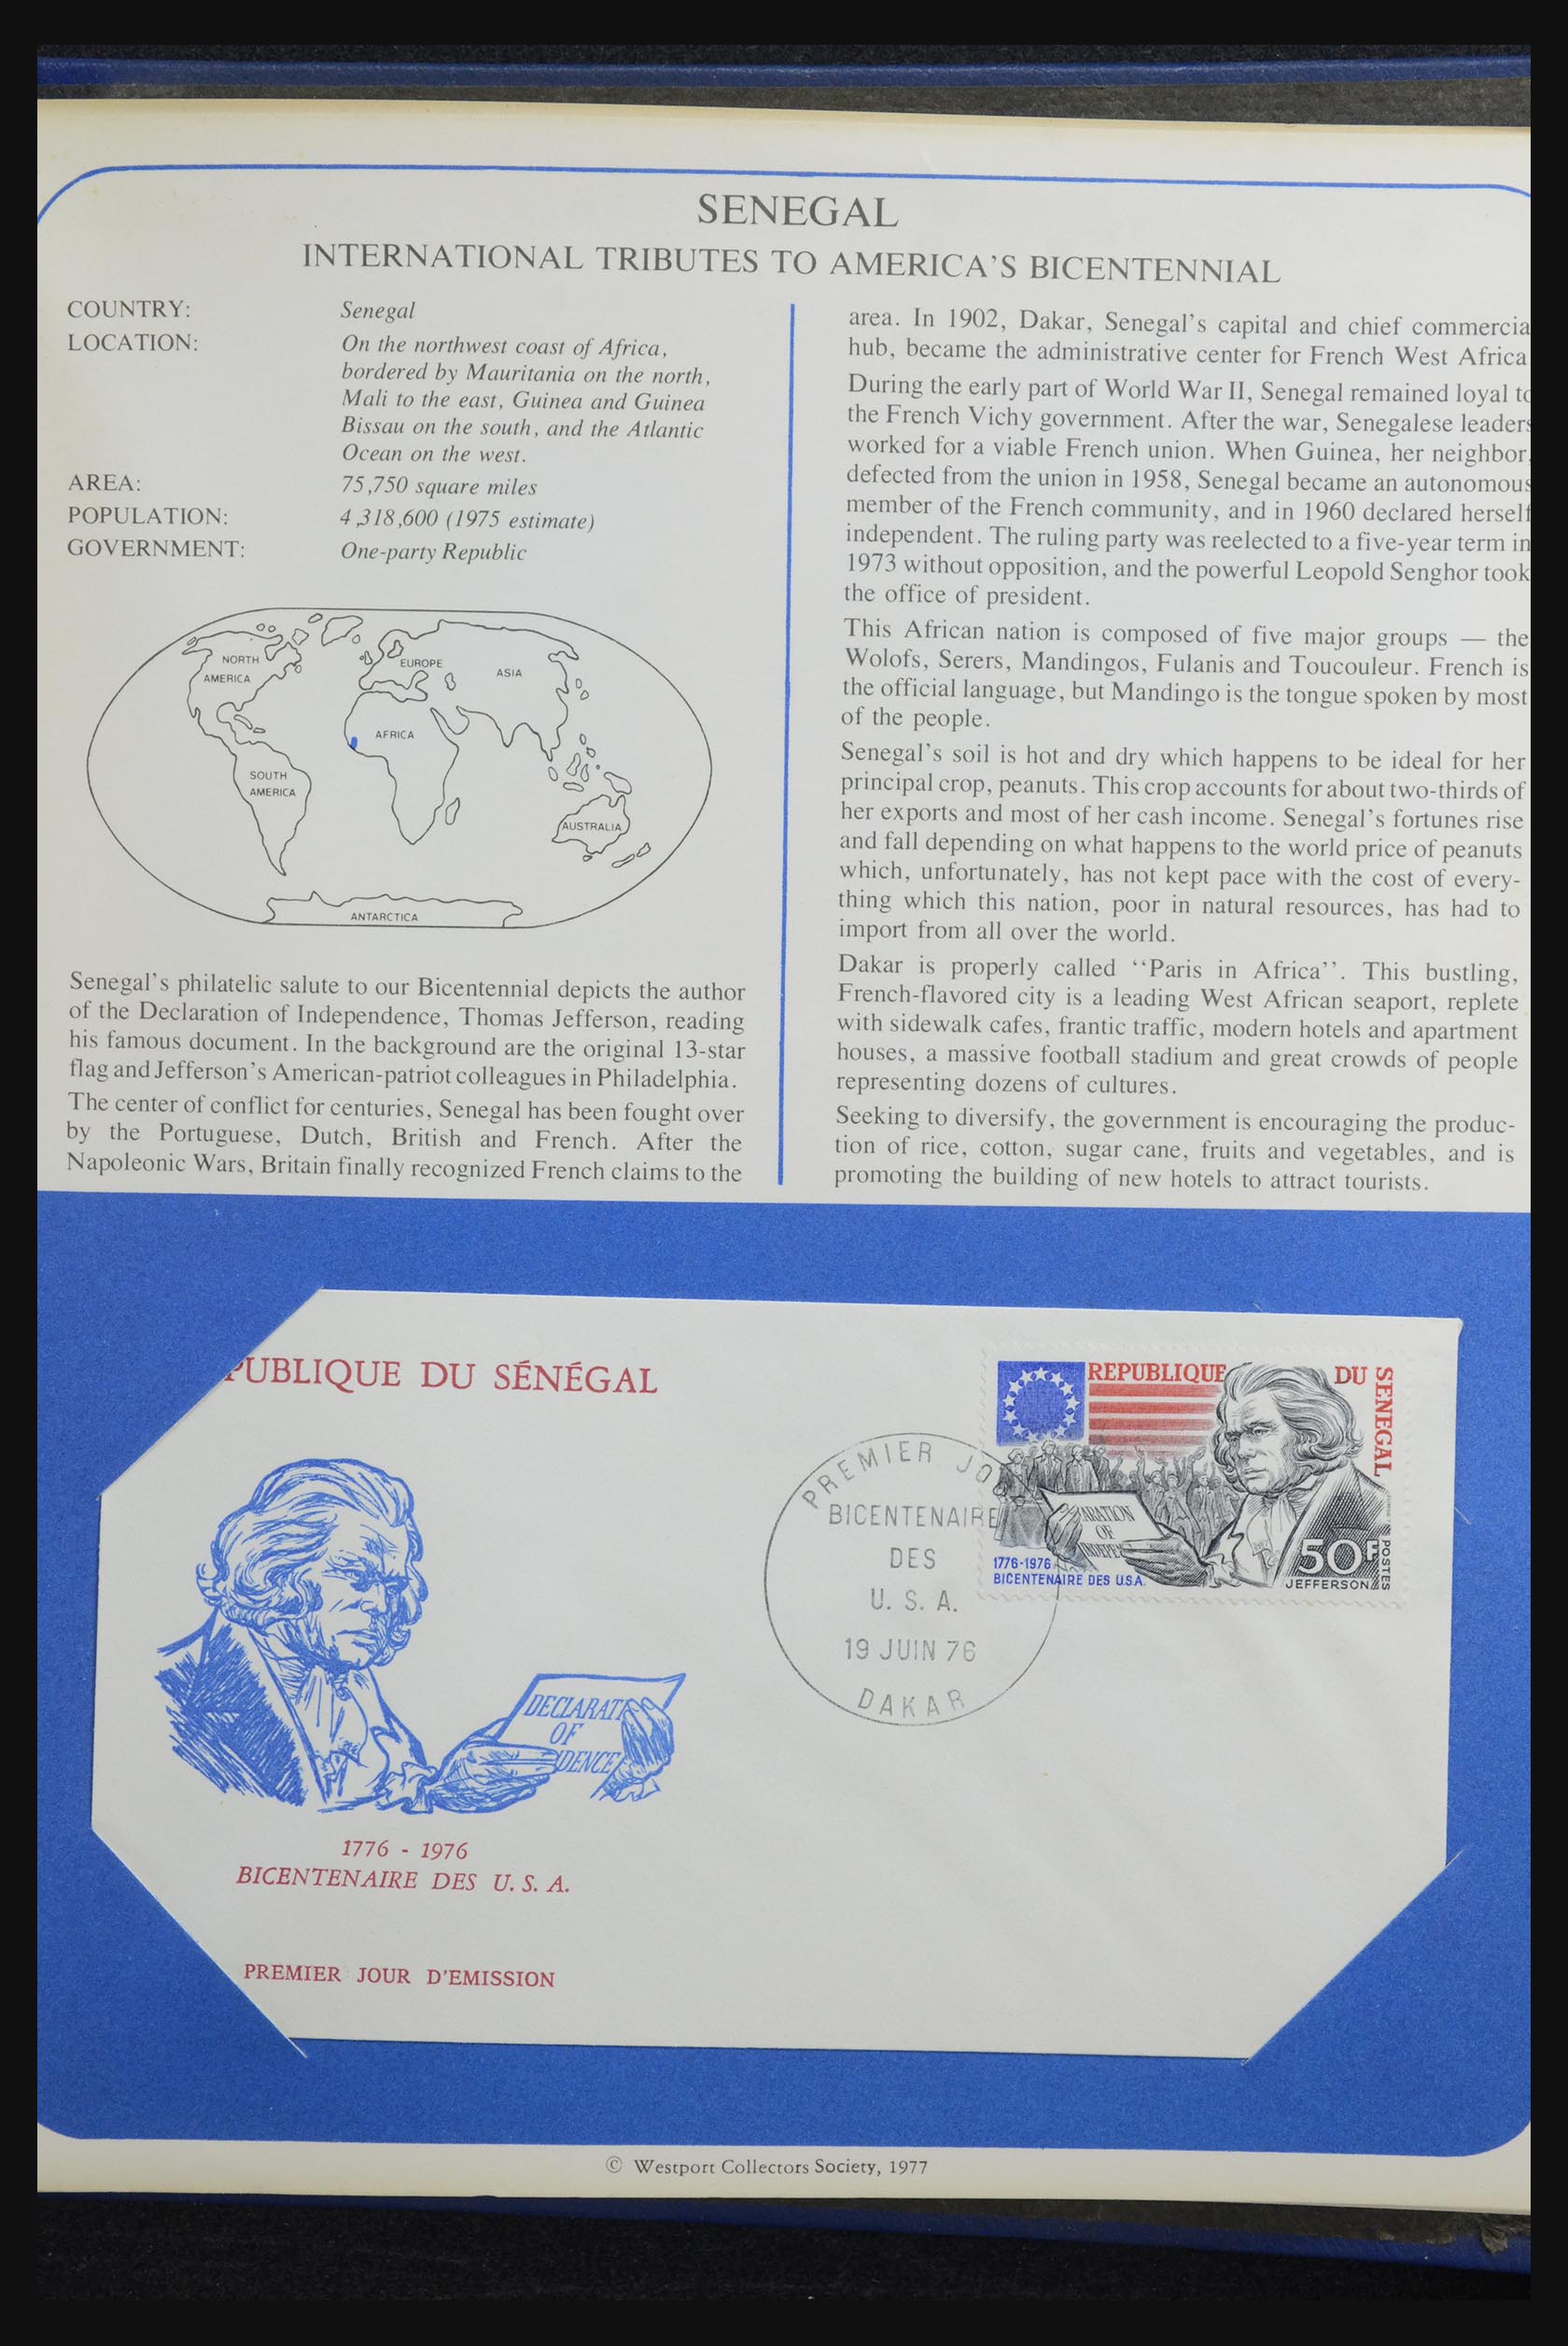 SENEGAL
INTERNATIONAL TRIBUTES TO AMERICA'S BICENTENNIAL
COUNTRY: Senegal
LOCATION: On the northwest coast of Africa,
bordered by Mauritania on the north,
Mali to the east, Guinea and Guinea
Bissau on the south, and the Atlantic
Ocean on the west.
AREA: 75,750 square miles
POPULATION: 4,318,600 (1975 estimate)
GOVERNMENT: One-party Republic
NORTH
AMERICA
EUROPE
ASIA
AFRICA
SOUTH
AMERICA
AUSTRALIA
ANTARCTICA
Senegal's philatelic salute to our Bicentennial depicts the author
of the Declaration of Independence, Thomas Jefferson, reading
his famous document. In the background are the original 13-star
flag and Jefferson's American-patriot colleagues in Philadelphia.
The center of conflict for centuries, Senegal has been fought over
by the Portuguese, Dutch, British and French. After the
Napoleonic Wars, Britain finally recognized French claims to the
area. In 1902, Dakar, Senegal's capital and chief commercia
hub, became the administrative center for French West Africa
During the early part of World War II, Senegal remained loyal to
the French Vichy government. After the war, Senegalese leaders
worked for a viable French union. When Guinea, her neighbor,
defected from the union in 1958, Senegal became an autonomous
member of the French community, and in 1960 declared herself
independent. The ruling party was reelected to a five-year term in
1973 without opposition, and the powerful Leopold Senghor took
the office of president.
This African nation is composed of five major groups — the
Wolofs, Serers, Mandingos, Fulanis and Toucouleur. French is
the official language, but Mandingo is the tongue spoken by most
of the people.
Senegal's soil is hot and dry which happens to be ideal for her
principal crop, peanuts. This crop accounts for about two-thirds of
her exports and most of her cash income. Senegal's fortunes rise
and fall depending on what happens to the world price of peanuts
which, unfortunately, has not kept pace with the cost of every-
thing which this nation, poor in natural resources, has had to
import from all over the world.
Dakar is properly called "Paris in Africa". This bustling,
French-flavored city is a leading West African seaport, replete
with sidewalk cafes, frantic traffic, modern hotels and apartment
houses, a massive football stadium and great crowds of people
representing dozens of cultures.
Seeking to diversify, the government is encouraging the produc-
tion of rice, cotton, sugar cane, fruits and vegetables, and is
promoting the building of new hotels to attract tourists.
PUBLIQUE DU SÉNÉGAL
DECLARATI
OF
DENCE
1776 - 1976
BICENTENAIRE DES U. S. A.
PREMIER JOUR D'EMISSION
PREMIER JO
BICENTENAIRE
DES
U. S. A.
19 JUIN 76
DAKAR
REPUBLIQUE DU SENEGAL
ARATION
OF
1776-1976
BICENTENAIRE DES U.S.A.
50F
POSTES
JEFFERSON
© Westport Collectors Society, 1977